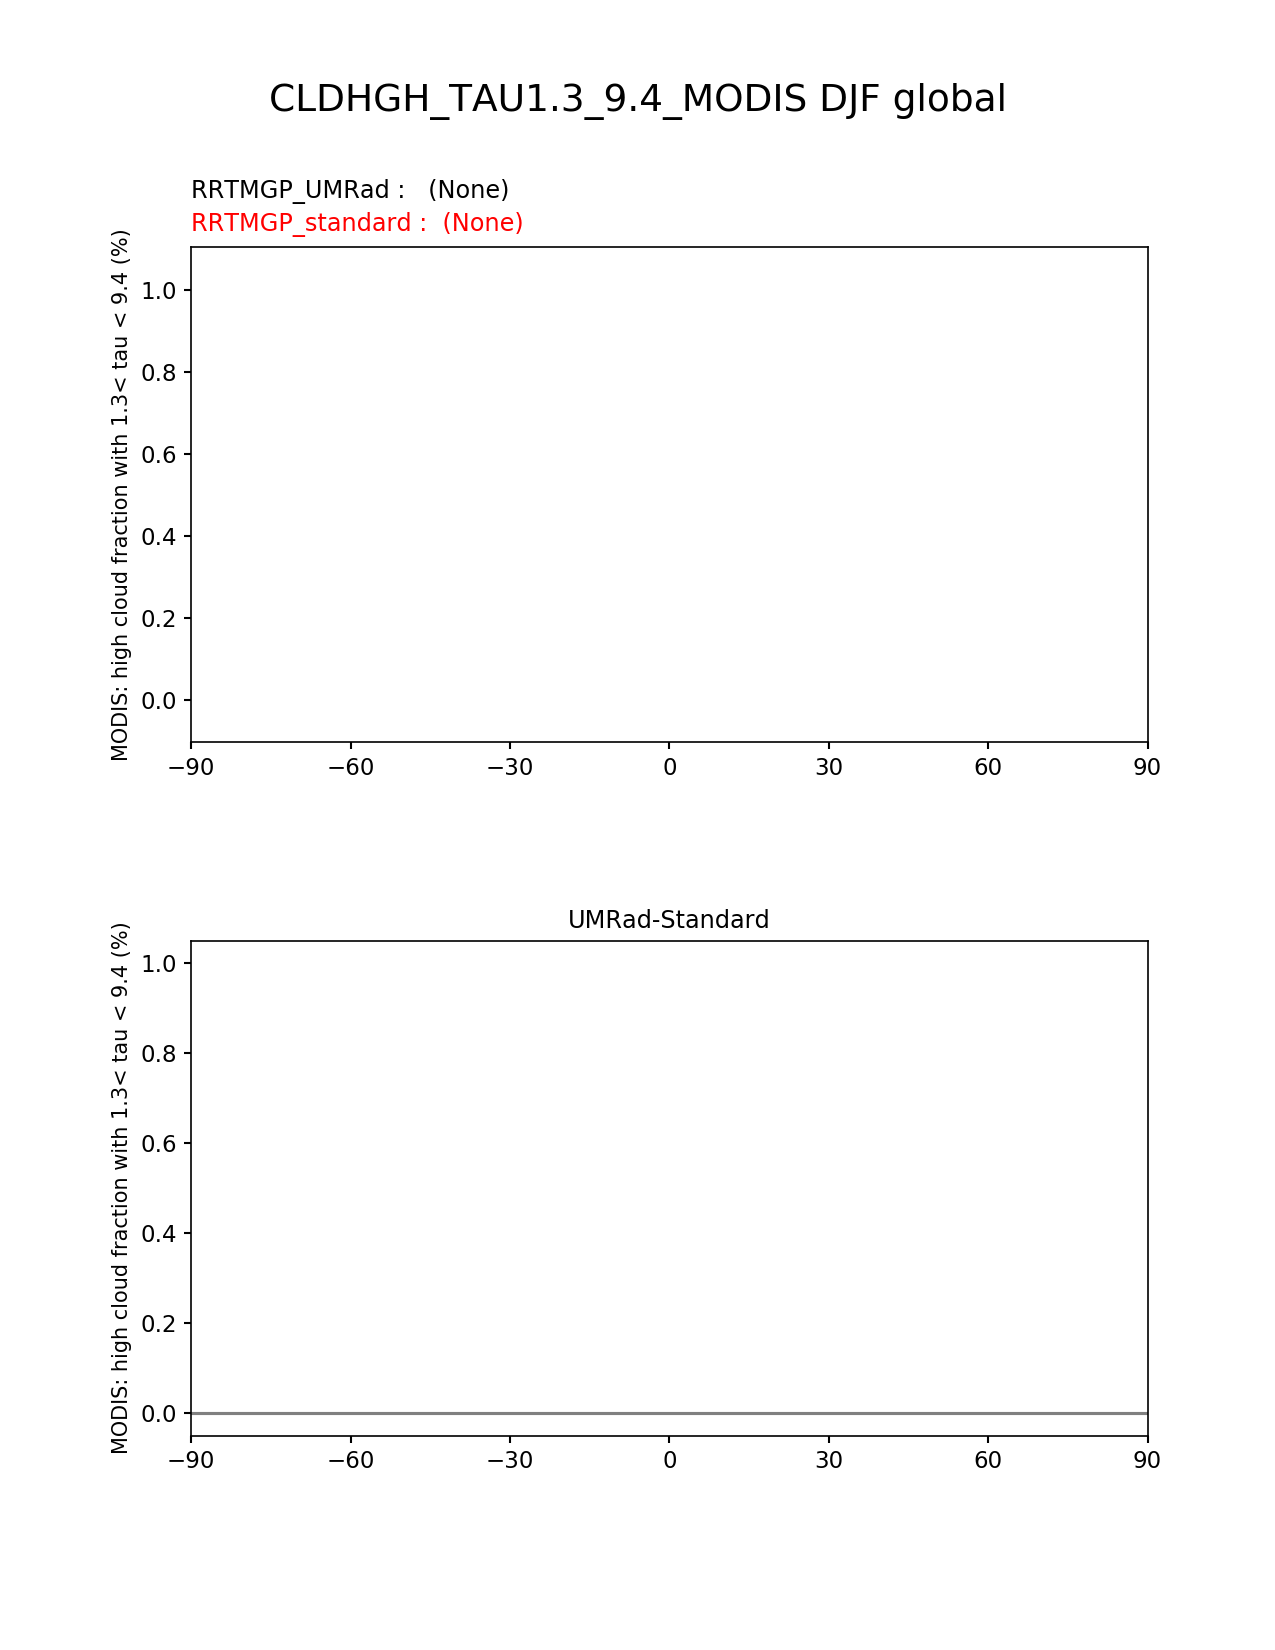 CLDHGH_TAU1.3_9.4_MODIS DJF global
RRTMGP_UMRad :   (None)
RRTMGP_standard :  (None)
MODIS: high cloud fraction with 1.3< tau < 9.4 (%)
1.0
0.8
0.6
0.4
0.2
0.0
−90 −60 −30 0 30 60 90
UMRad-Standard
MODIS: high cloud fraction with 1.3< tau < 9.4 (%)
1.0
0.8
0.6
0.4
0.2
0.0
−90 −60 −30 0 30 60 90